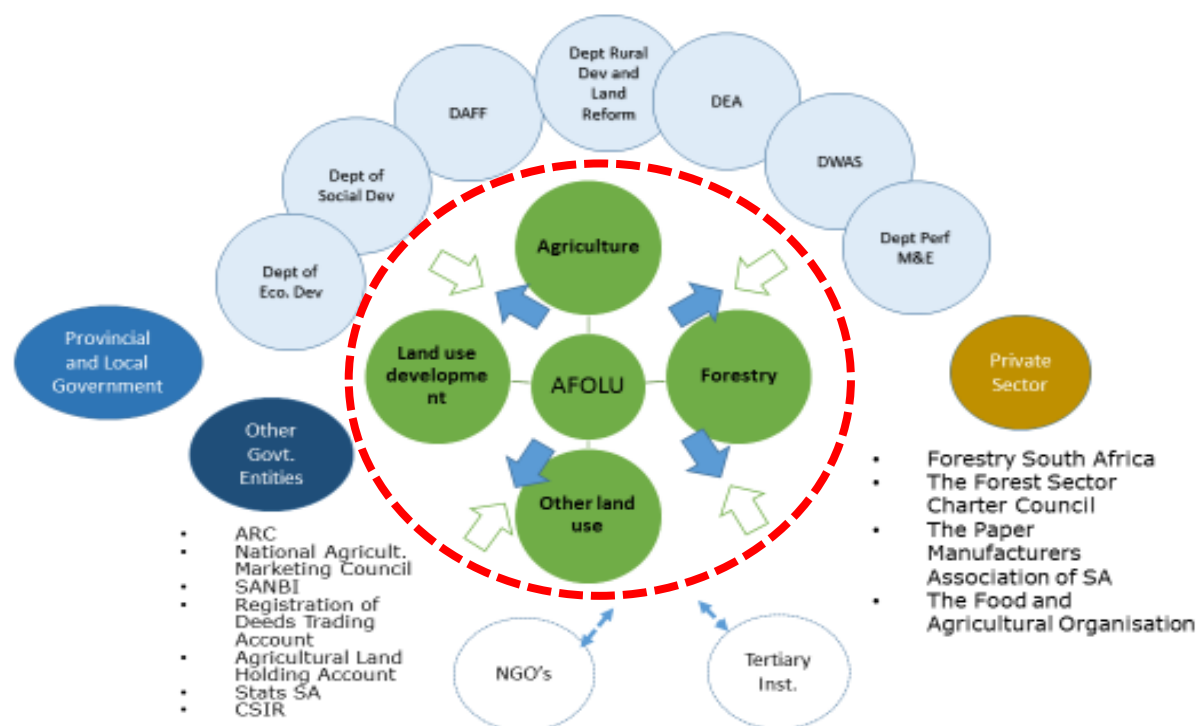 Dept Rural
Dev and
Land
Reform
DEA
DAFF
DWAS
Dept of
Social Dev
Dept Perf
M&E
Dept of
Eco. Dev
Agriculture
Provincial
and Local
Government
Land use
developme
nt
AFOLU
Forestry
Private
Sector
Other
Govt.
Entities
Other land
use
• ARC
• National Agricult.
Marketing Council
• SANBI
• Registration of
Deeds Trading
Account
• Agricultural Land
Holding Account
• Stats SA
• CSIR
• Forestry South Africa
• The Forest Sector
Charter Council
• The Paper
Manufacturers
Association of SA
• The Food and
Agricultural Organisation
NGO's
Tertiary
Inst.